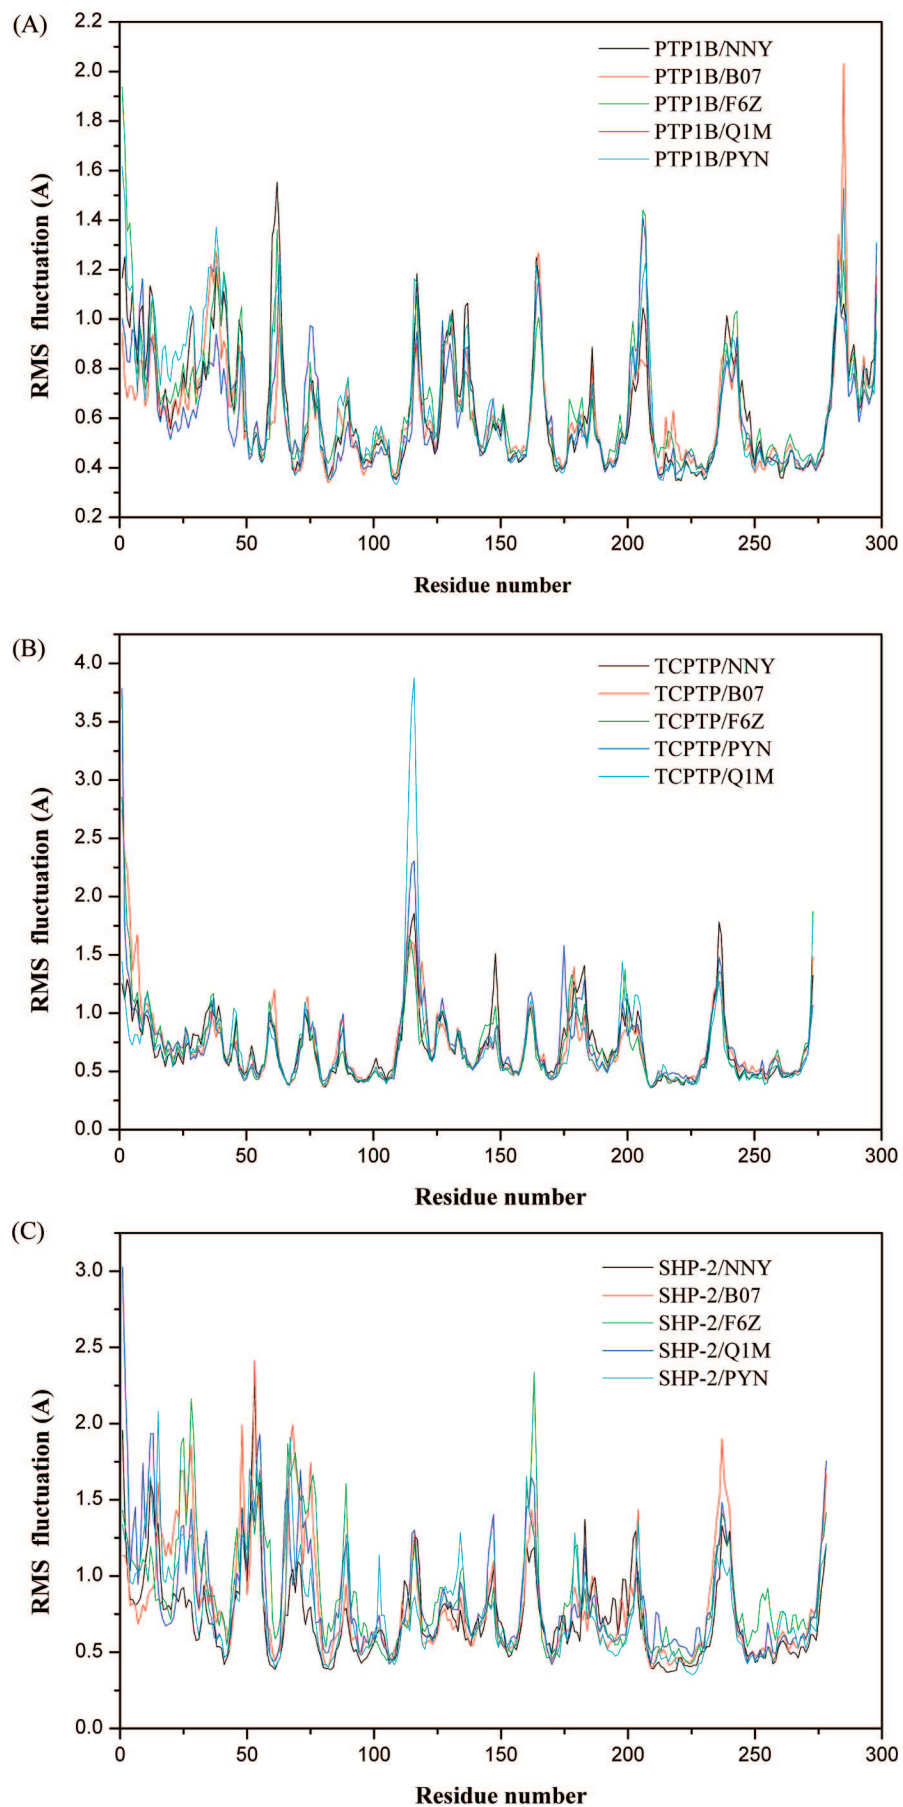 (A)
2.2
2.0
1.8
1.6
1.4
1.2
1.0
0.8
0.6
0.4
0.2
RMS fluctuation (A)
PTP1B/NNY
PTP1B/B07
PTP1B/F6Z
PTP1B/Q1M
PTP1B/PYN
0 50 100 150 200 250 300
Residue number
(B)
4.0
3.5
3.0
2.5
2.0
1.5
1.0
0.5
0.0
RMS fluctuation (A)
TCPTP/NNY
TCPTP/B07
TCPTP/F6Z
TCPTP/PYN
TCPTP/Q1M
0 50 100 150 200 250 300
Residue number
(C)
3.0
2.5
2.0
1.5
1.0
0.5
0.0
RMS fluctuation (A)
SHP-2/NNY
SHP-2/B07
SHP-2/F6Z
SHP-2/Q1M
SHP-2/PYN
0 50 100 150 200 250 300
Residue number